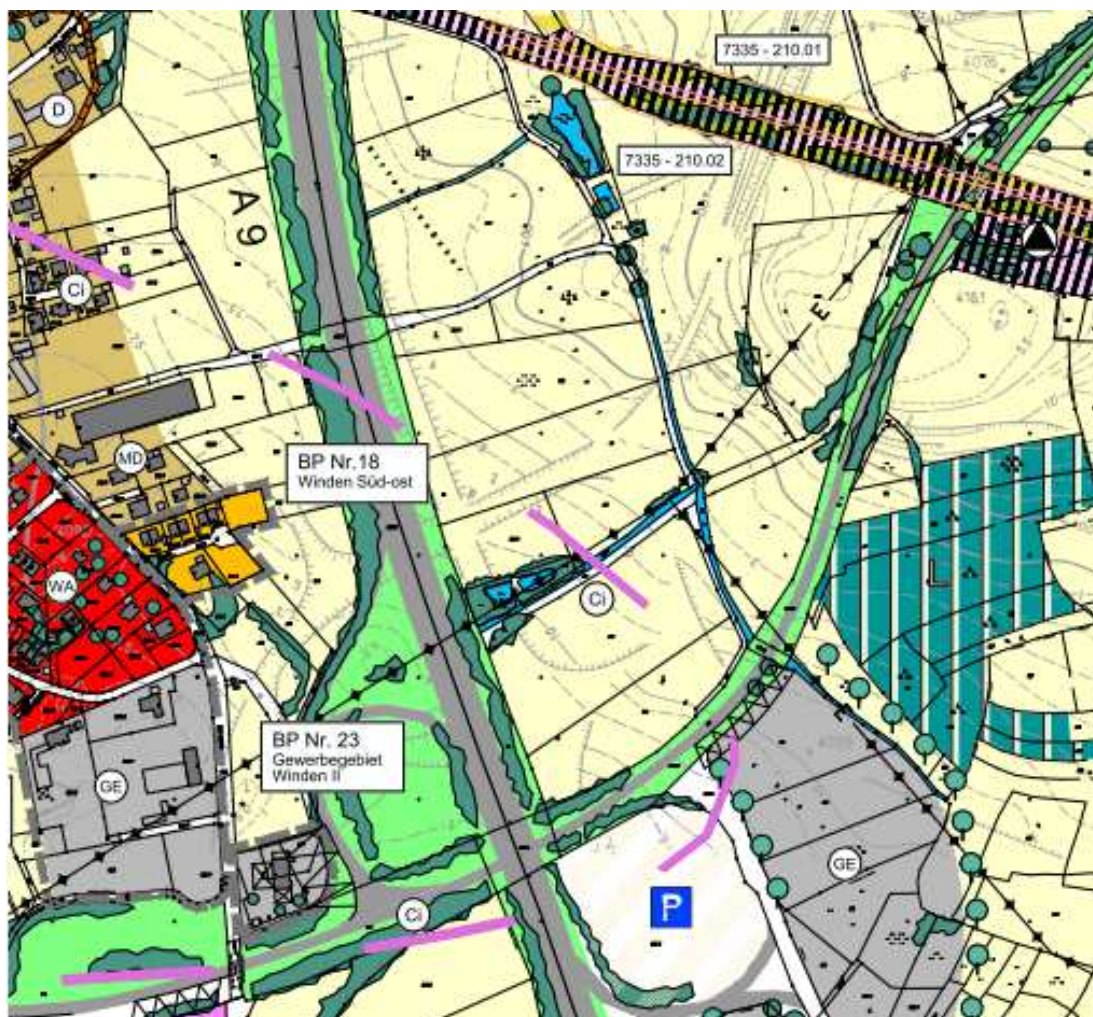 7335 - 210.01
D
7335 - 210.02
A 9
Ci
E
BP Nr.18
Winden Süd-ost
MD
L
WA
Ci
BP Nr. 23
Gewerbegebiet
Winden II
GE
GE
P
Ci